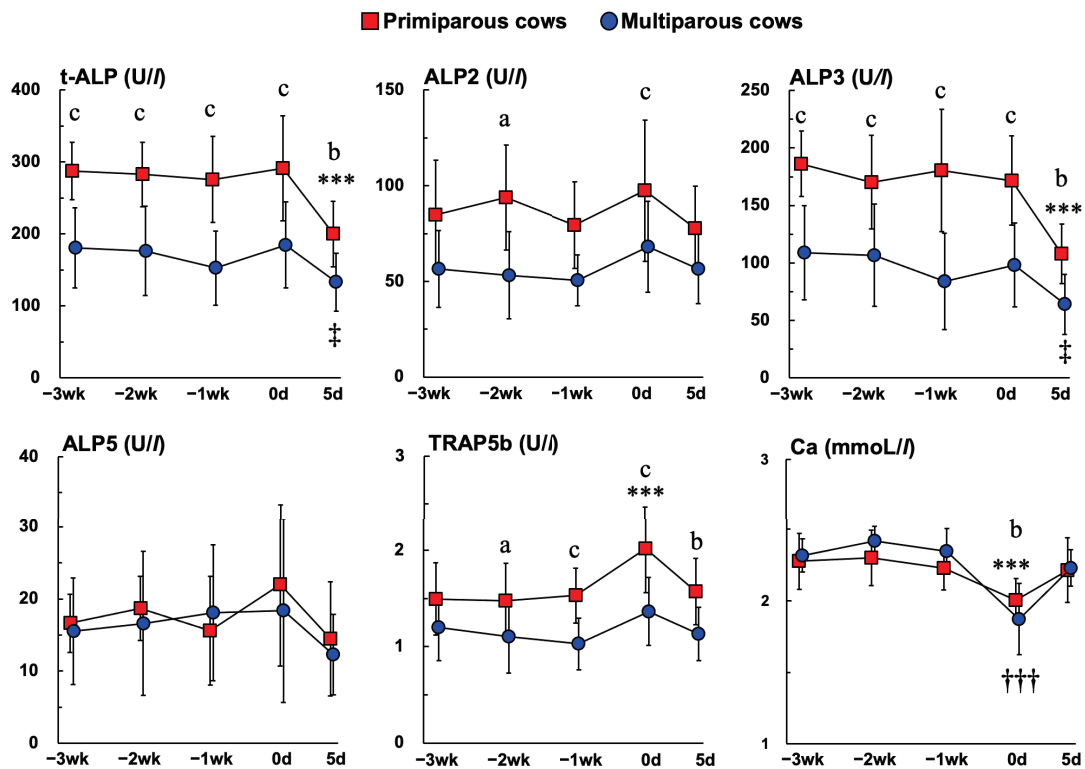 Primiparous cows Multiparous cows
t-ALP (U//)
400
300
200
100
0
c c c c b
***
‡
−3wk −2wk −1wk 0d 5d
ALP2 (U//)
150
100
50
0
a c
−3wk −2wk −1wk 0d 5d
ALP3 (U//)
250
200
150
100
50
0
c c c c b
***
‡
−3wk −2wk −1wk 0d 5d
ALP5 (U//)
40
30
20
10
0
−3wk −2wk −1wk 0d 5d
TRAP5b (U//)
3
2
1
0
a c c b
***
−3wk −2wk −1wk 0d 5d
Ca (mmoL//)
3
2
1
b
***
†††
−3wk −2wk −1wk 0d 5d